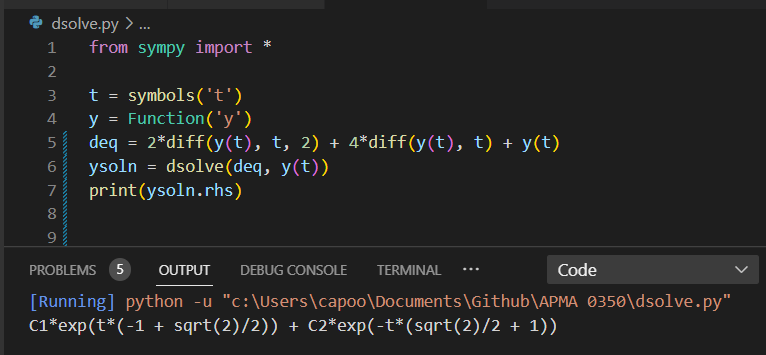 dsolve.py > ...
1 from sympy import *
2
3 t = symbols('t')
4 y = Function('y')
5 deq = 2*diff(y(t), t, 2) + 4*diff(y(t), t) + y(t)
6 ysoln = dsolve(deq, y(t))
7 print(ysoln.rhs)
8
9
PROBLEMS 5 OUTPUT DEBUG CONSOLE TERMINAL ... Code
[Running] python -u "c:\Users\capoo\Documents\Github\APMA 0350\dsolve.py"
C1*exp(t*(-1 + sqrt(2)/2)) + C2*exp(-t*(sqrt(2)/2 + 1))